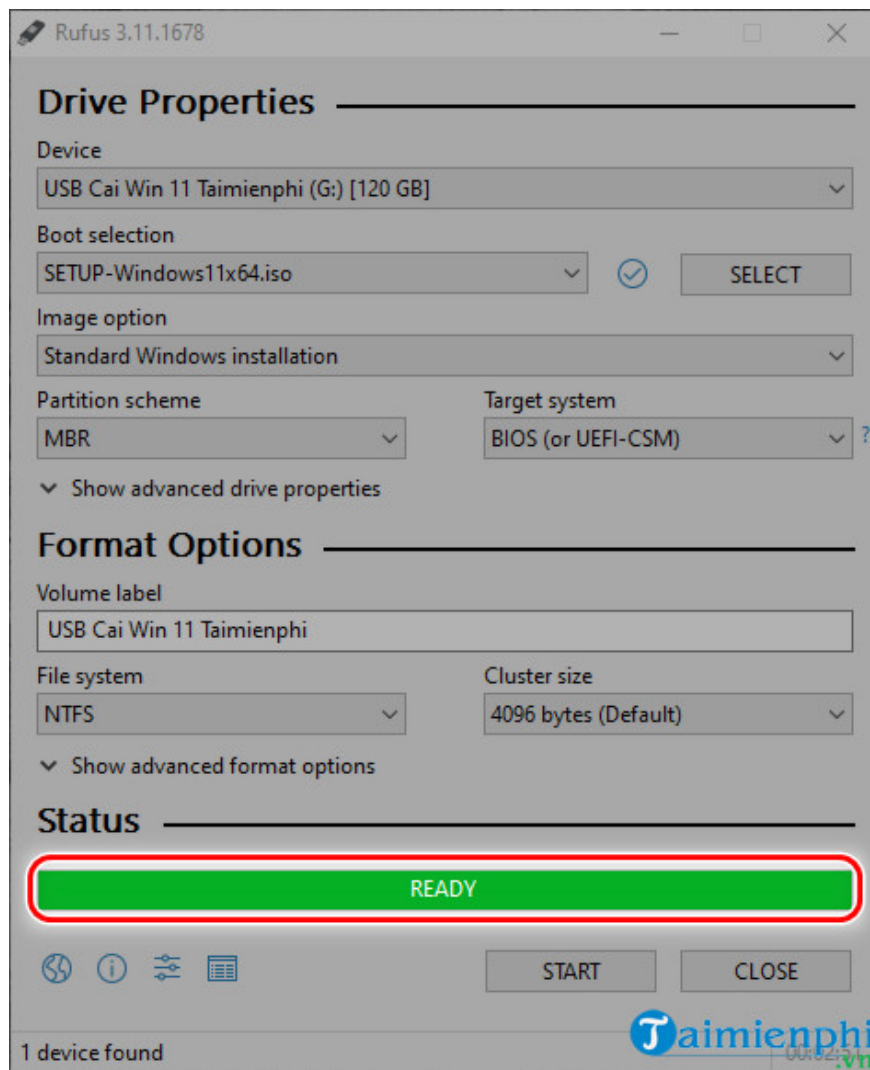 Rufus 3.11.1678
Drive Properties
Device
USB Cai Win 11 Taimienphi (G:) [120 GB]
Boot selection
SETUP-Windows11x64.iso
SELECT
Image option
Standard Windows installation
Partition scheme Target system
MBR BIOS (or UEFI-CSM) ?
Show advanced drive properties
Format Options
Volume label
USB Cai Win 11 Taimienphi
File system Cluster size
NTFS 4096 bytes (Default)
Show advanced format options
Status
READY
START CLOSE
1 device found
Taimienphi
.vn